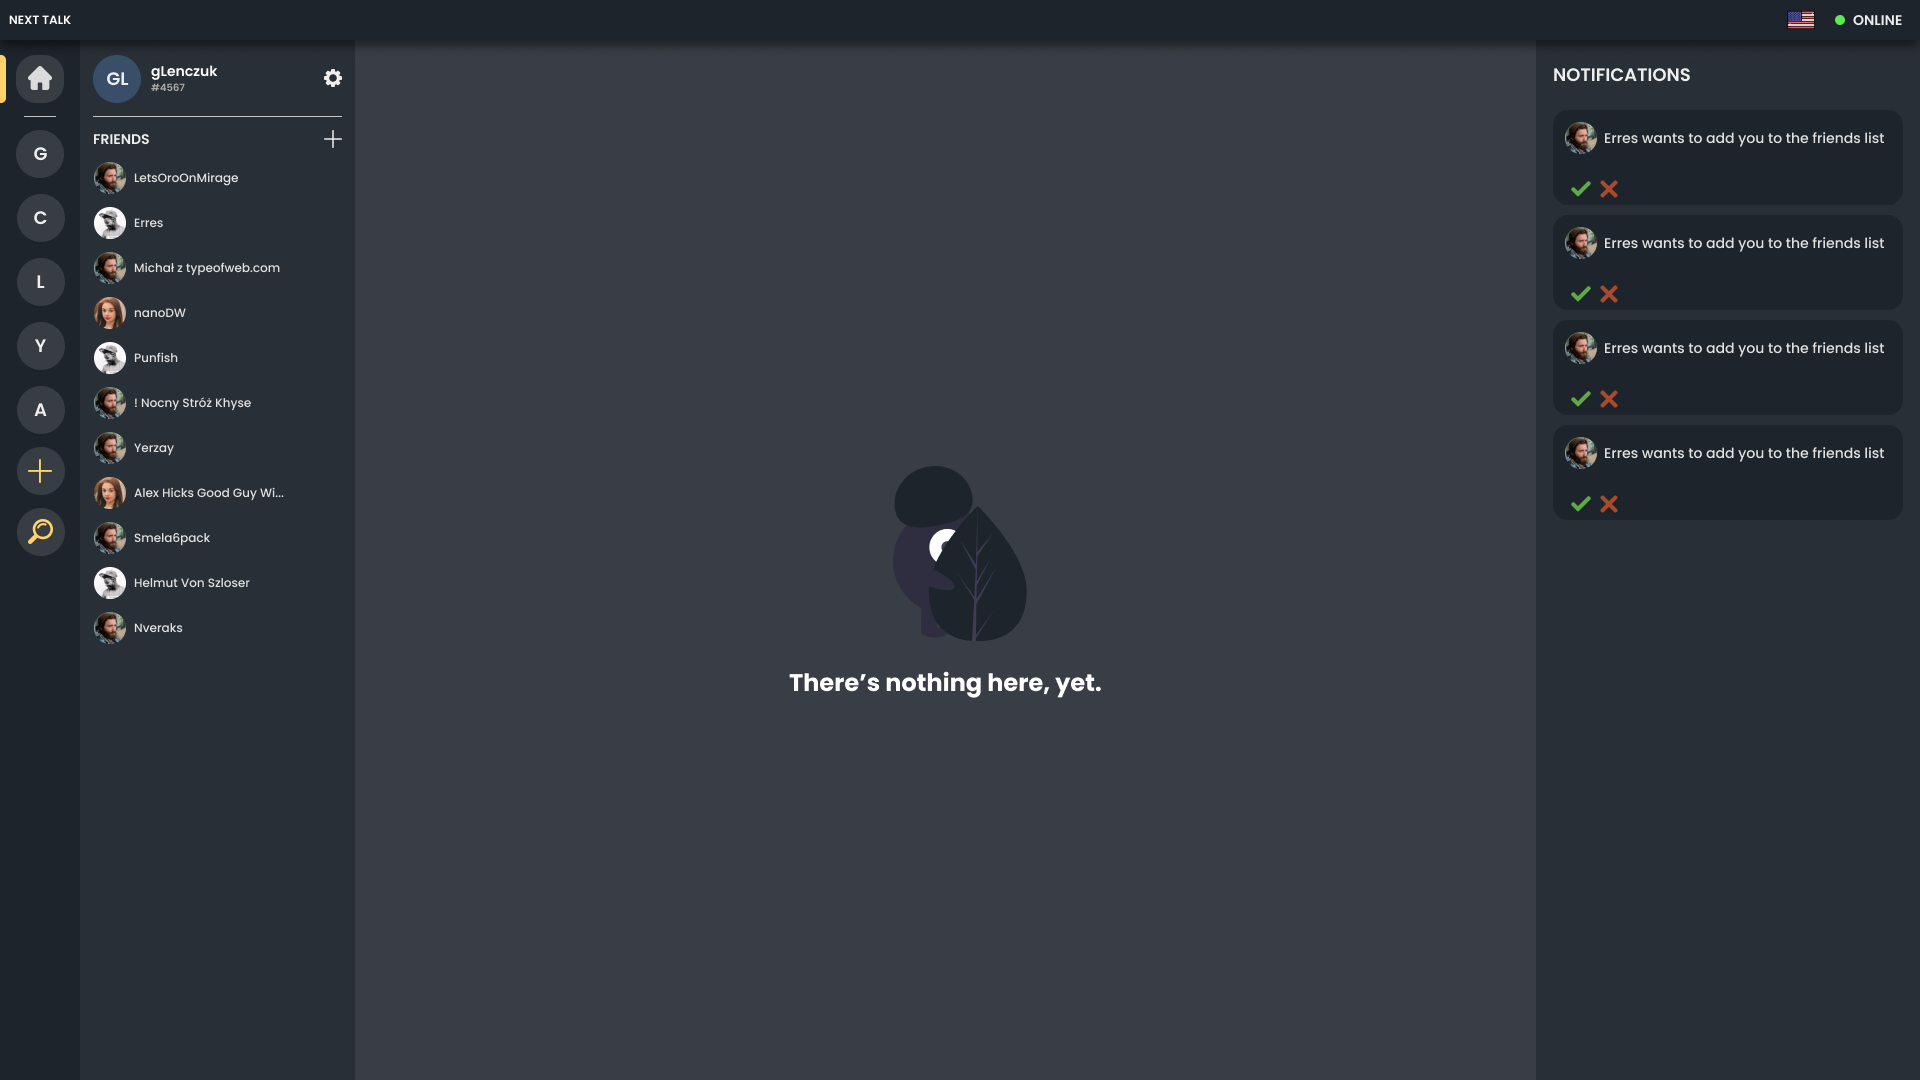 NEXT TALK
ONLINE
GL
gLenczuk
#4567
FRIENDS
G
C
L
Y
A
LetsOroOnMirage
Erres
Michał z typeofweb.com
nanoDW
Punfish
! Nocny Stróż Khyse
Yerzay
Alex Hicks Good Guy Wi...
Smela6pack
Helmut Von Szloser
Nveraks
There’s nothing here, yet.
NOTIFICATIONS
Erres wants to add you to the friends list
Erres wants to add you to the friends list
Erres wants to add you to the friends list
Erres wants to add you to the friends list